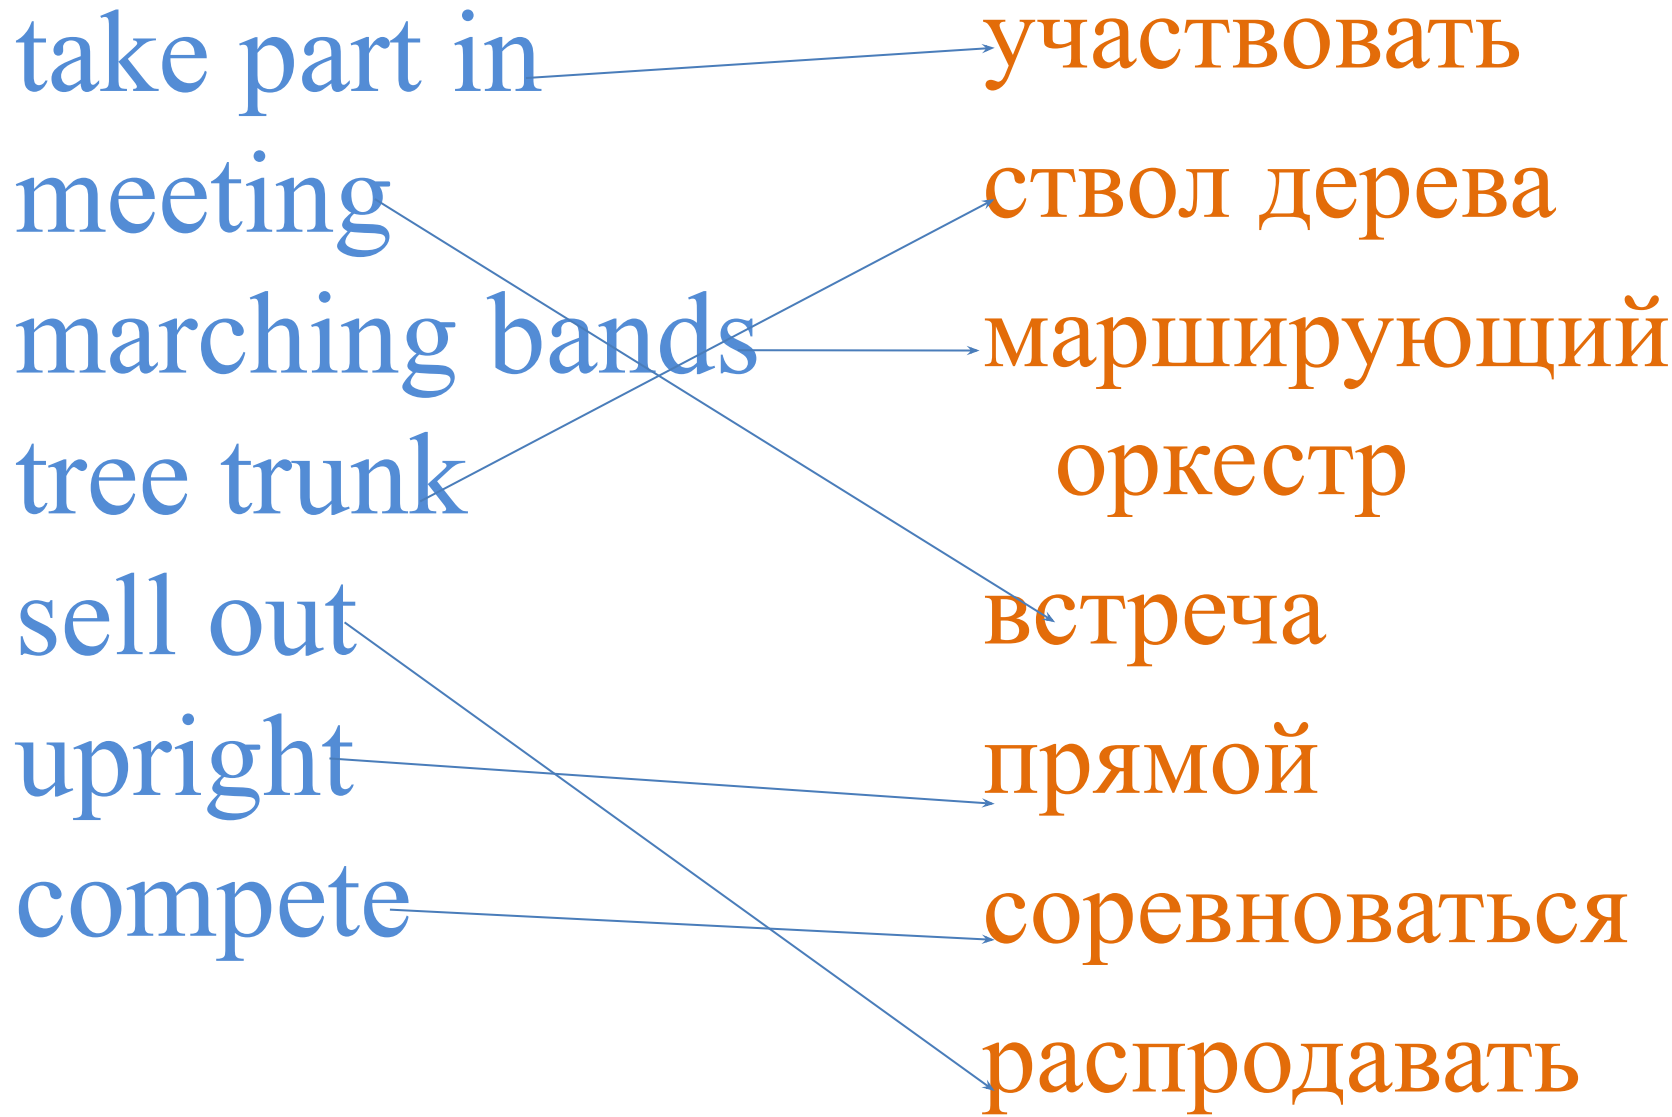 take part in
meeting
marching bands
tree trunk
sell out
upright
compete
участвовать
ствол дерева
марширующий
оркестр
встреча
прямой
соревноваться
распродавать